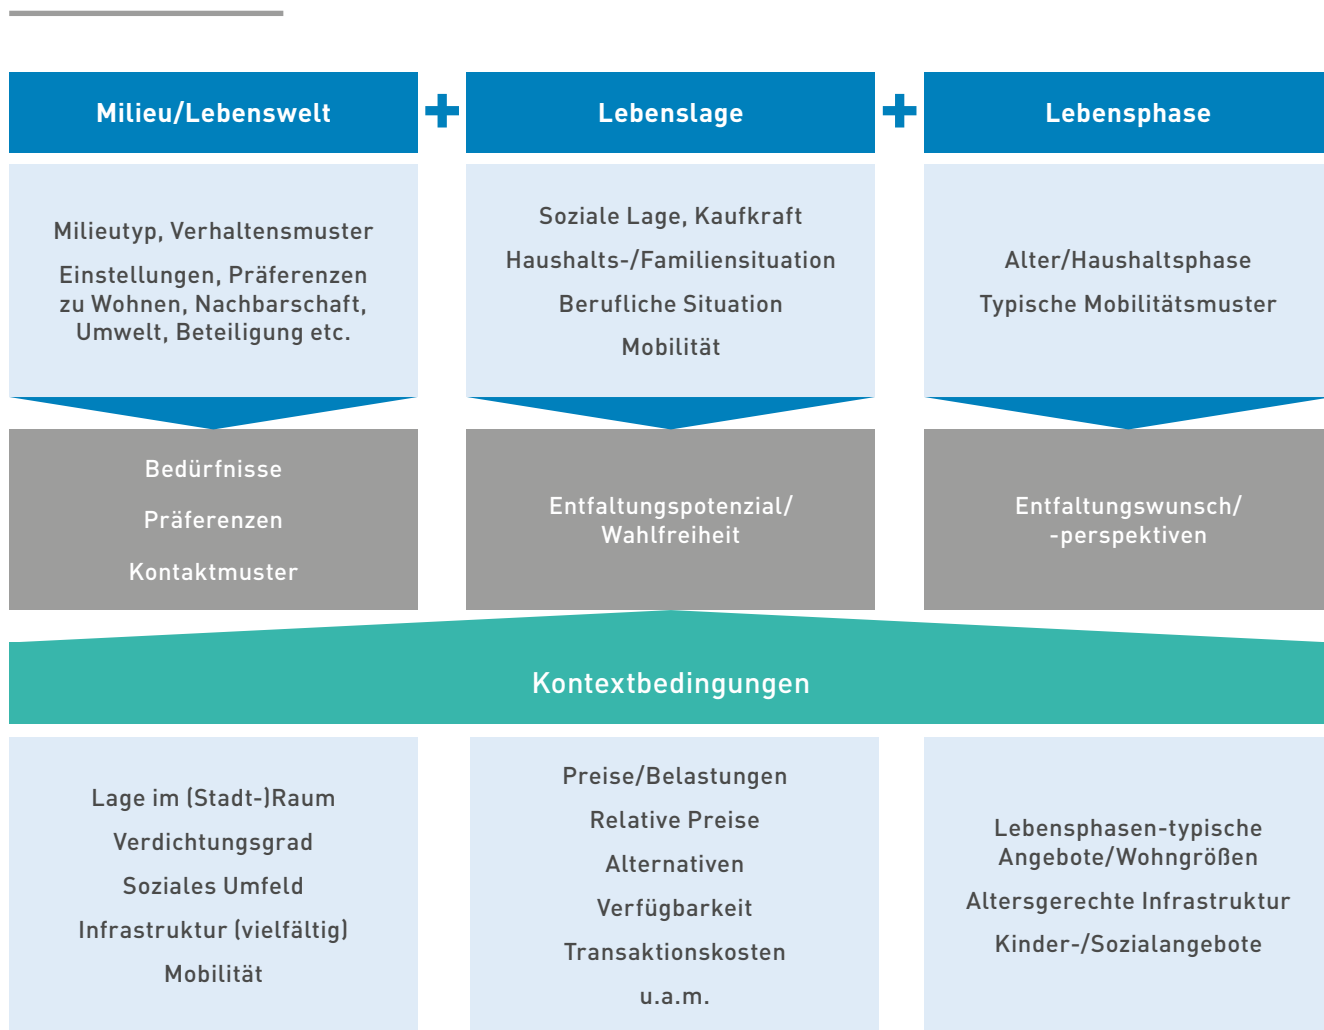 Milieu/Lebenswelt
+
Lebenslage
+
Lebensphase
Milieutyp, Verhaltensmuster
Einstellungen, Präferenzen
zu Wohnen, Nachbarschaft,
Umwelt, Beteiligung etc.
Soziale Lage, Kaufkraft
Haushalts-/Familiensituation
Berufliche Situation
Mobilität
Alter/Haushaltsphase
Typische Mobilitätsmuster
Bedürfnisse
Präferenzen
Kontaktmuster
Entfaltungspotenzial/
Wahlfreiheit
Entfaltungswunsch/
-perspektiven
Kontextbedingungen
Lage im (Stadt-)Raum
Verdichtungsgrad
Soziales Umfeld
Infrastruktur (vielfältig)
Mobilität
Preise/Belastungen
Relative Preise
Alternativen
Verfügbarkeit
Transaktionskosten
u.a.m.
Lebensphasen-typische
Angebote/Wohngrößen
Altersgerechte Infrastruktur
Kinder-/Sozialangebote